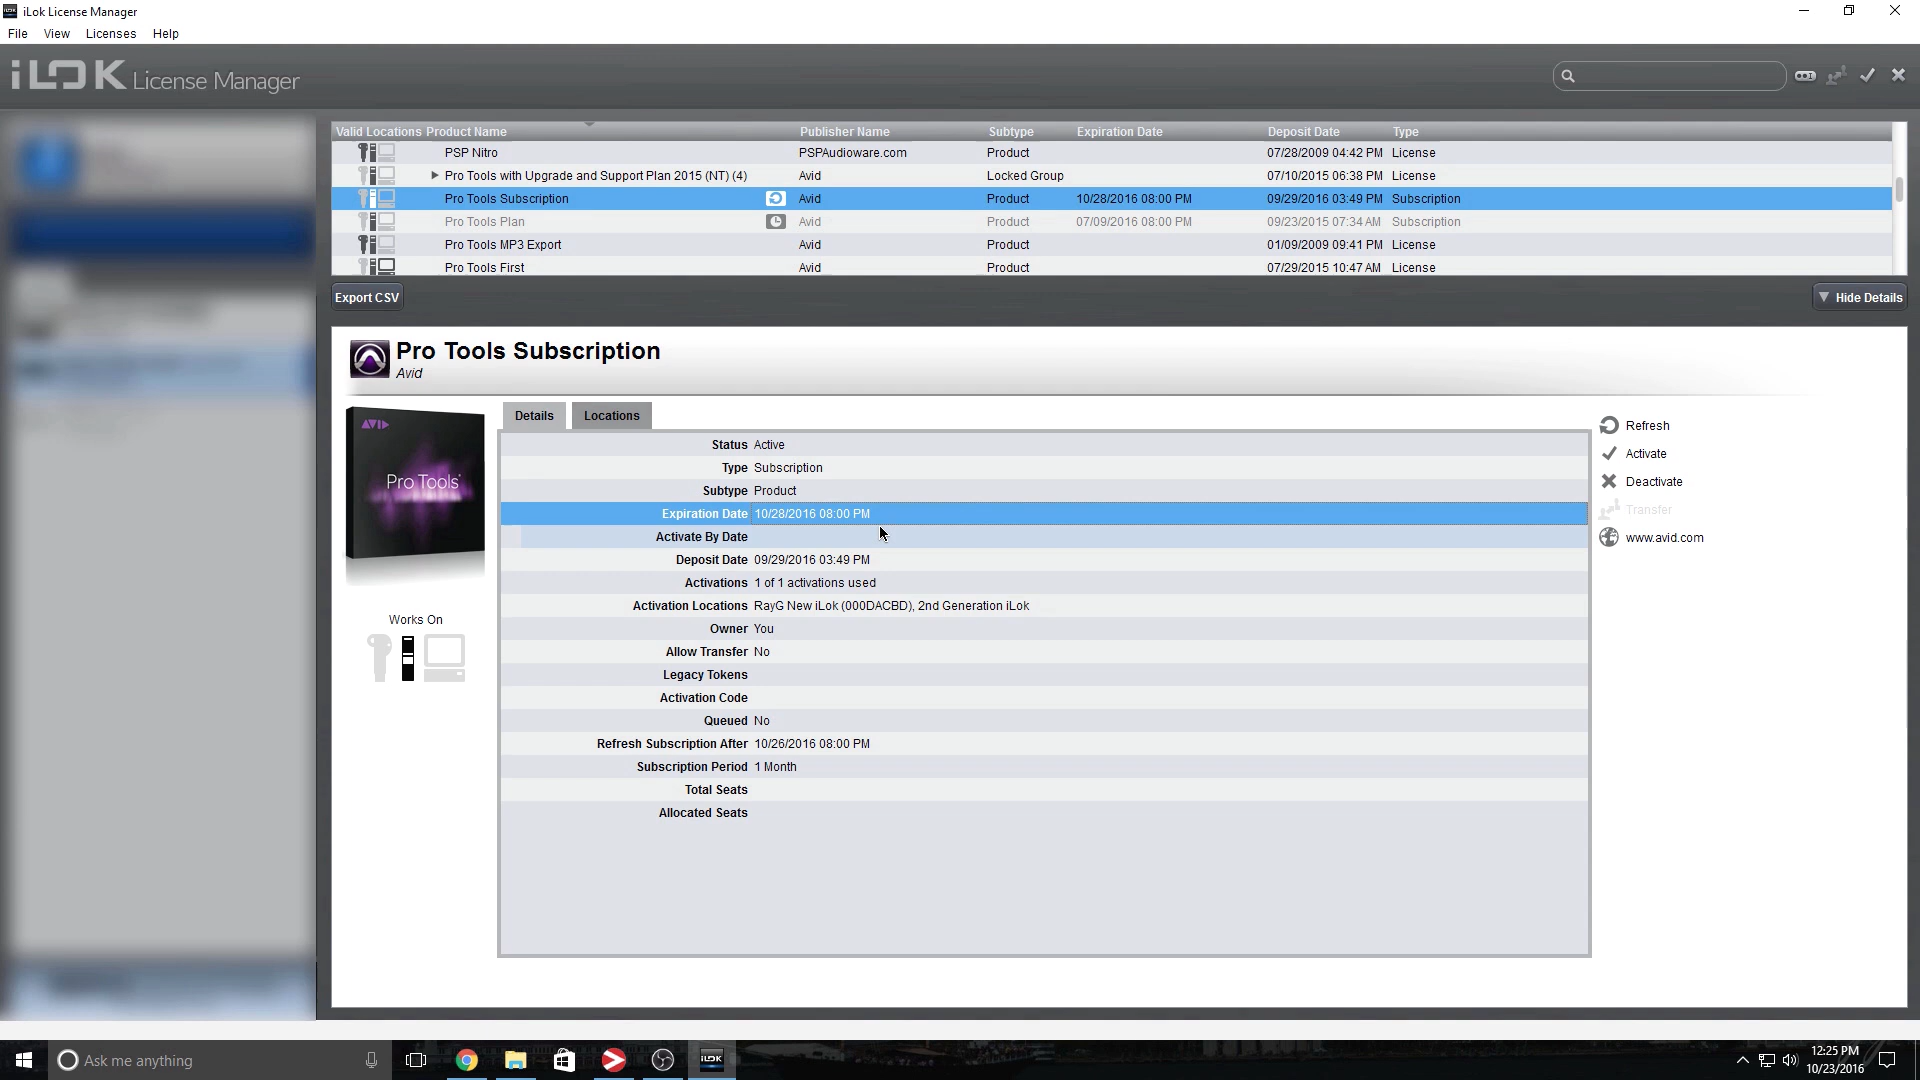 iLok License Manager
File View Licenses Help
iLOK License Manager
Valid Locations Product Name Publisher Name Subtype Expiration Date Deposit Date Type
PSP Nitro PSPAudioware.com Product 07/28/2009 04:42 PM License
Pro Tools with Upgrade and Support Plan 2015 (NT) (4) Avid Locked Group 07/10/2015 06:38 PM License
Pro Tools Subscription Avid Product 10/28/2016 08:00 PM 09/29/2016 03:49 PM Subscription
Pro Tools Plan Avid Product 07/09/2016 08:00 PM 09/23/2015 07:34 AM Subscription
Pro Tools MP3 Export Avid Product 01/09/2009 09:41 PM License
Pro Tools First Avid Product 07/29/2015 10:47 AM License
Export CSV Hide Details
Pro Tools Subscription
Avid
Details Locations
AVID
Pro Tools
Works On
Status Active
Type Subscription
Subtype Product
Expiration Date 10/28/2016 08:00 PM
Activate By Date
Deposit Date 09/29/2016 03:49 PM
Activations 1 of 1 activations used
Activation Locations RayG New iLok (000DACBD), 2nd Generation iLok
Owner You
Allow Transfer No
Legacy Tokens
Activation Code
Queued No
Refresh Subscription After 10/26/2016 08:00 PM
Subscription Period 1 Month
Total Seats
Allocated Seats
Refresh
Activate
Deactivate
Transfer
www.avid.com
Ask me anything
iLOK
12:25 PM
10/23/2016